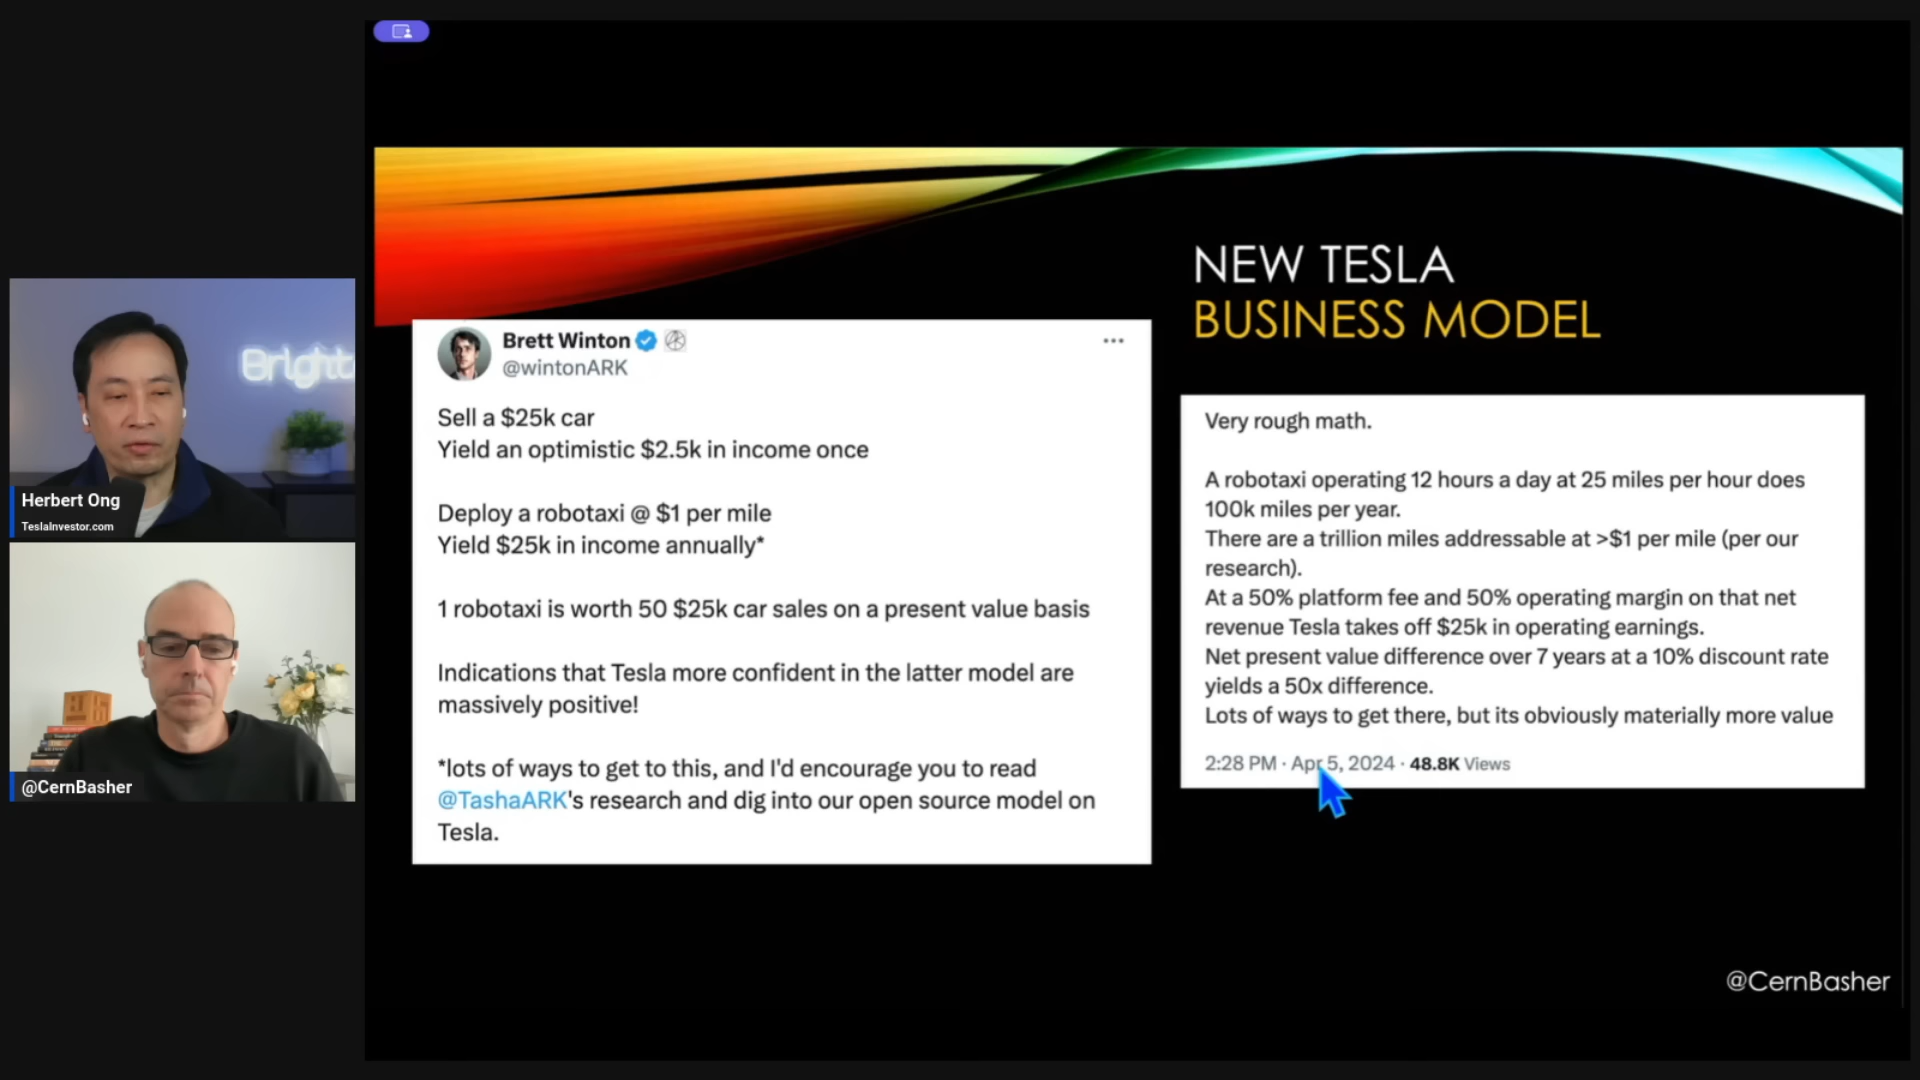 Bright
Herbert Ong
TeslaInvestor.com
@CernBasher
NEW TESLA
BUSINESS MODEL
Brett Winton
@wintonARK
Sell a $25k car
Yield an optimistic $2.5k in income once
Deploy a robotaxi @ $1 per mile
Yield $25k in income annually*
1 robotaxi is worth 50 $25k car sales on a present value basis
Indications that Tesla more confident in the latter model are
massively positive!
*lots of ways to get to this, and I'd encourage you to read
@TashaARK's research and dig into our open source model on
Tesla.
Very rough math.
A robotaxi operating 12 hours a day at 25 miles per hour does
100k miles per year.
There are a trillion miles addressable at >$1 per mile (per our
research).
At a 50% platform fee and 50% operating margin on that net
revenue Tesla takes off $25k in operating earnings.
Net present value difference over 7 years at a 10% discount rate
yields a 50x difference.
Lots of ways to get there, but its obviously materially more value
2:28 PM · Apr 5, 2024 · 48.8K Views
@CernBasher